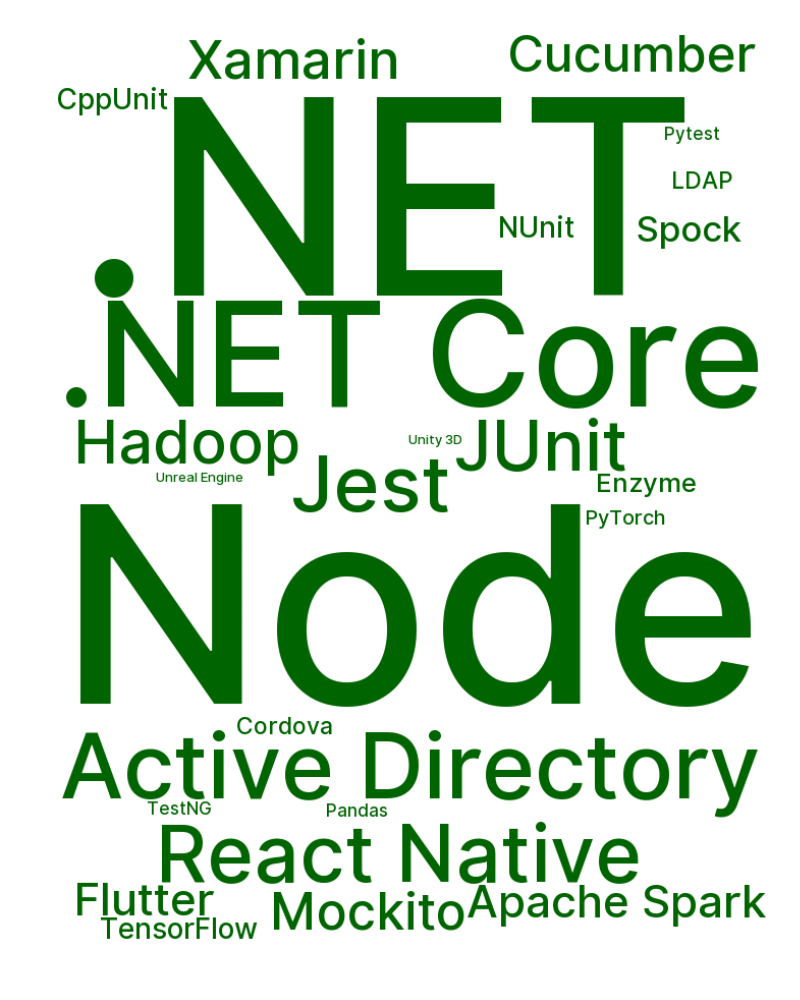 Xamarin
Cucumber
CppUnit
.NET
Pytest
LDAP
NUnit
Spock
.NET Core
Hadoop
Unity 3D
JUnit
Unreal Engine
Jest
Enzyme
PyTorch
Node
Cordova
Active Directory
TestNG
Pandas
React Native
Flutter
Mockito
Apache Spark
TensorFlow